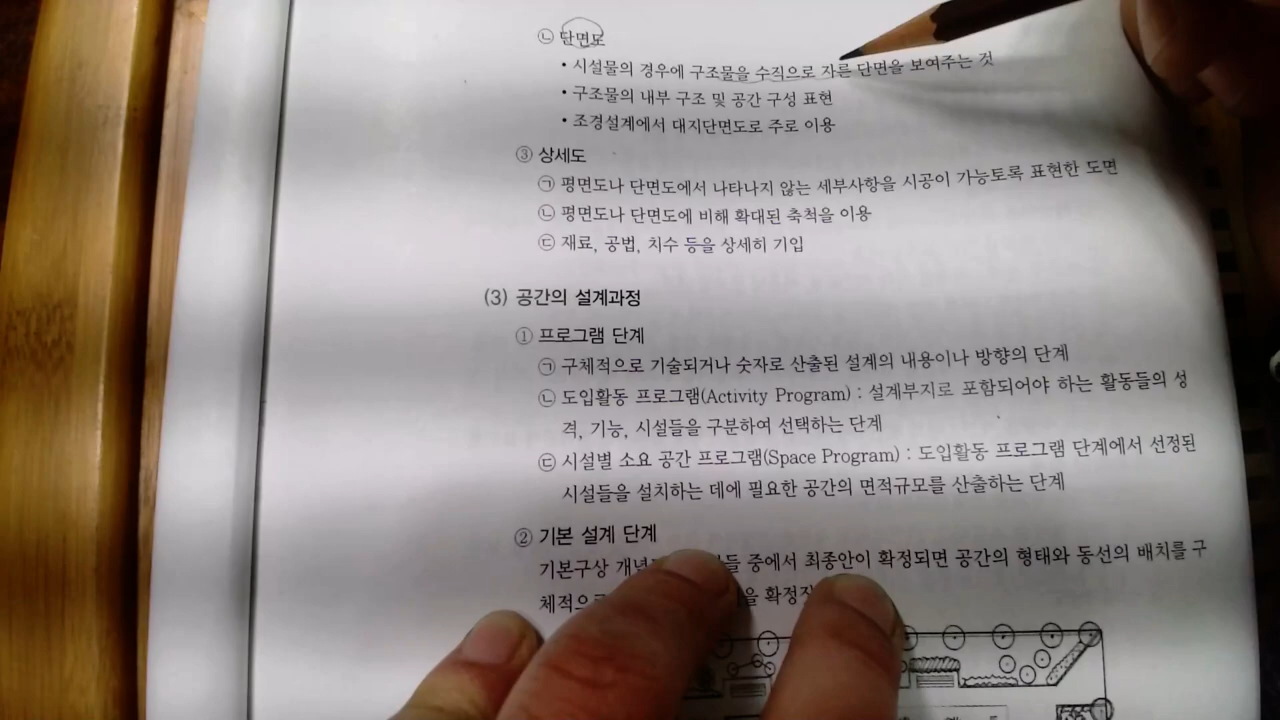 ㉡ 단면도
• 시설물의 경우에 구조물을 수직으로 자른 단면을 보여주는 것
• 구조물의 내부 구조 및 공간 구성 표현
• 조경설계에서 대지단면도로 주로 이용
③ 상세도
㉠ 평면도나 단면도에서 나타나지 않는 세부사항을 시공이 가능토록 표현한 도면
㉡ 평면도나 단면도에 비해 확대된 축척을 이용
㉢ 재료, 공법, 치수 등을 상세히 기입
(3) 공간의 설계과정
① 프로그램 단계
㉠ 구체적으로 기술되거나 숫자로 산출된 설계의 내용이나 방향의 단계
㉡ 도입활동 프로그램(Activity Program) : 설계부지로 포함되어야 하는 활동들의 성
격, 기능, 시설들을 구분하여 선택하는 단계
㉢ 시설별 소요 공간 프로그램(Space Program) : 도입활동 프로그램 단계에서 선정된
시설들을 설치하는 데에 필요한 공간의 면적규모를 산출하는 단계
② 기본 설계 단계
기본구상 중에서 최종안이 확정되면 공간의 형태와 동선의 배치를 구